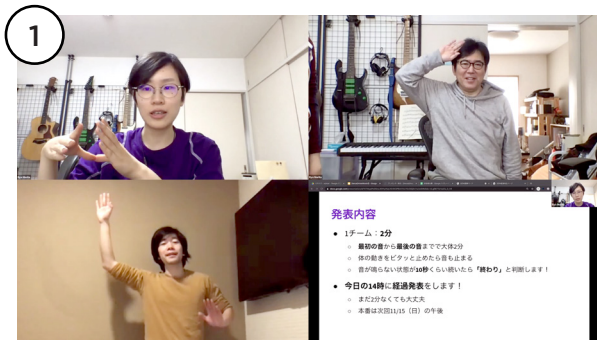 1
発表内容
● 1チーム：2分
○ 最初の音から最後の音までで大体2分
○ 体の動きをピタッと止めたら音も止まる
○ 音が鳴らない状態が10秒くらい続いたら「終わり」と判断します！
● 今日の14時に経過発表をします！
○ まだ2分なくても大丈夫
○ 本番は次回11/15（日）の午後